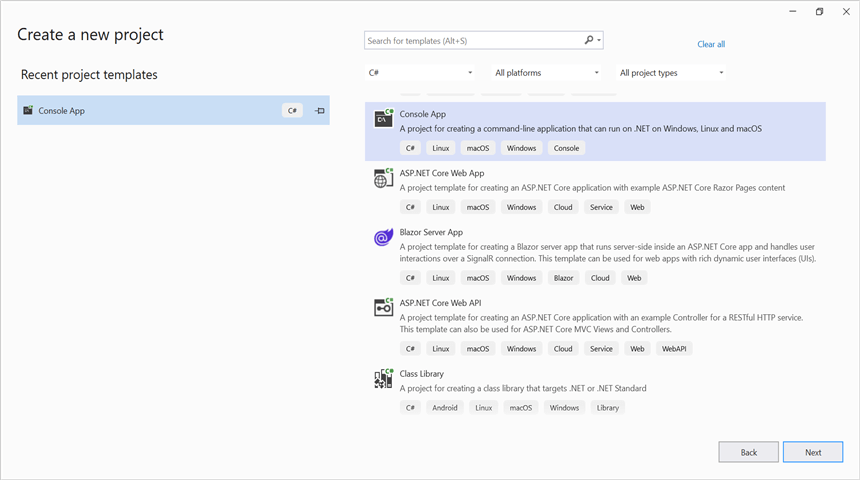 Create a new project
Recent project templates
Console App
C#
Search for templates (Alt+S)
Clear all
C#
All platforms
All project types
Console App
A project for creating a command-line application that can run on .NET on Windows, Linux and macOS
C# Linux macOS Windows Console
ASP.NET Core Web App
A project template for creating an ASP.NET Core application with example ASP.NET Core Razor Pages content
C# Linux macOS Windows Cloud Service Web
Blazor Server App
A project template for creating a Blazor server app that runs server-side inside an ASP.NET Core app and handles user
interactions over a SignalR connection. This template can be used for web apps with rich dynamic user interfaces (UIs).
C# Linux macOS Windows Blazor Cloud Web
ASP.NET Core Web API
A project template for creating an ASP.NET Core application with an example Controller for a RESTful HTTP service.
This template can also be used for ASP.NET Core MVC Views and Controllers.
C# Linux macOS Windows Cloud Service Web WebAPI
Class Library
A project for creating a class library that targets .NET or .NET Standard
C# Android Linux macOS Windows Library
Back
Next